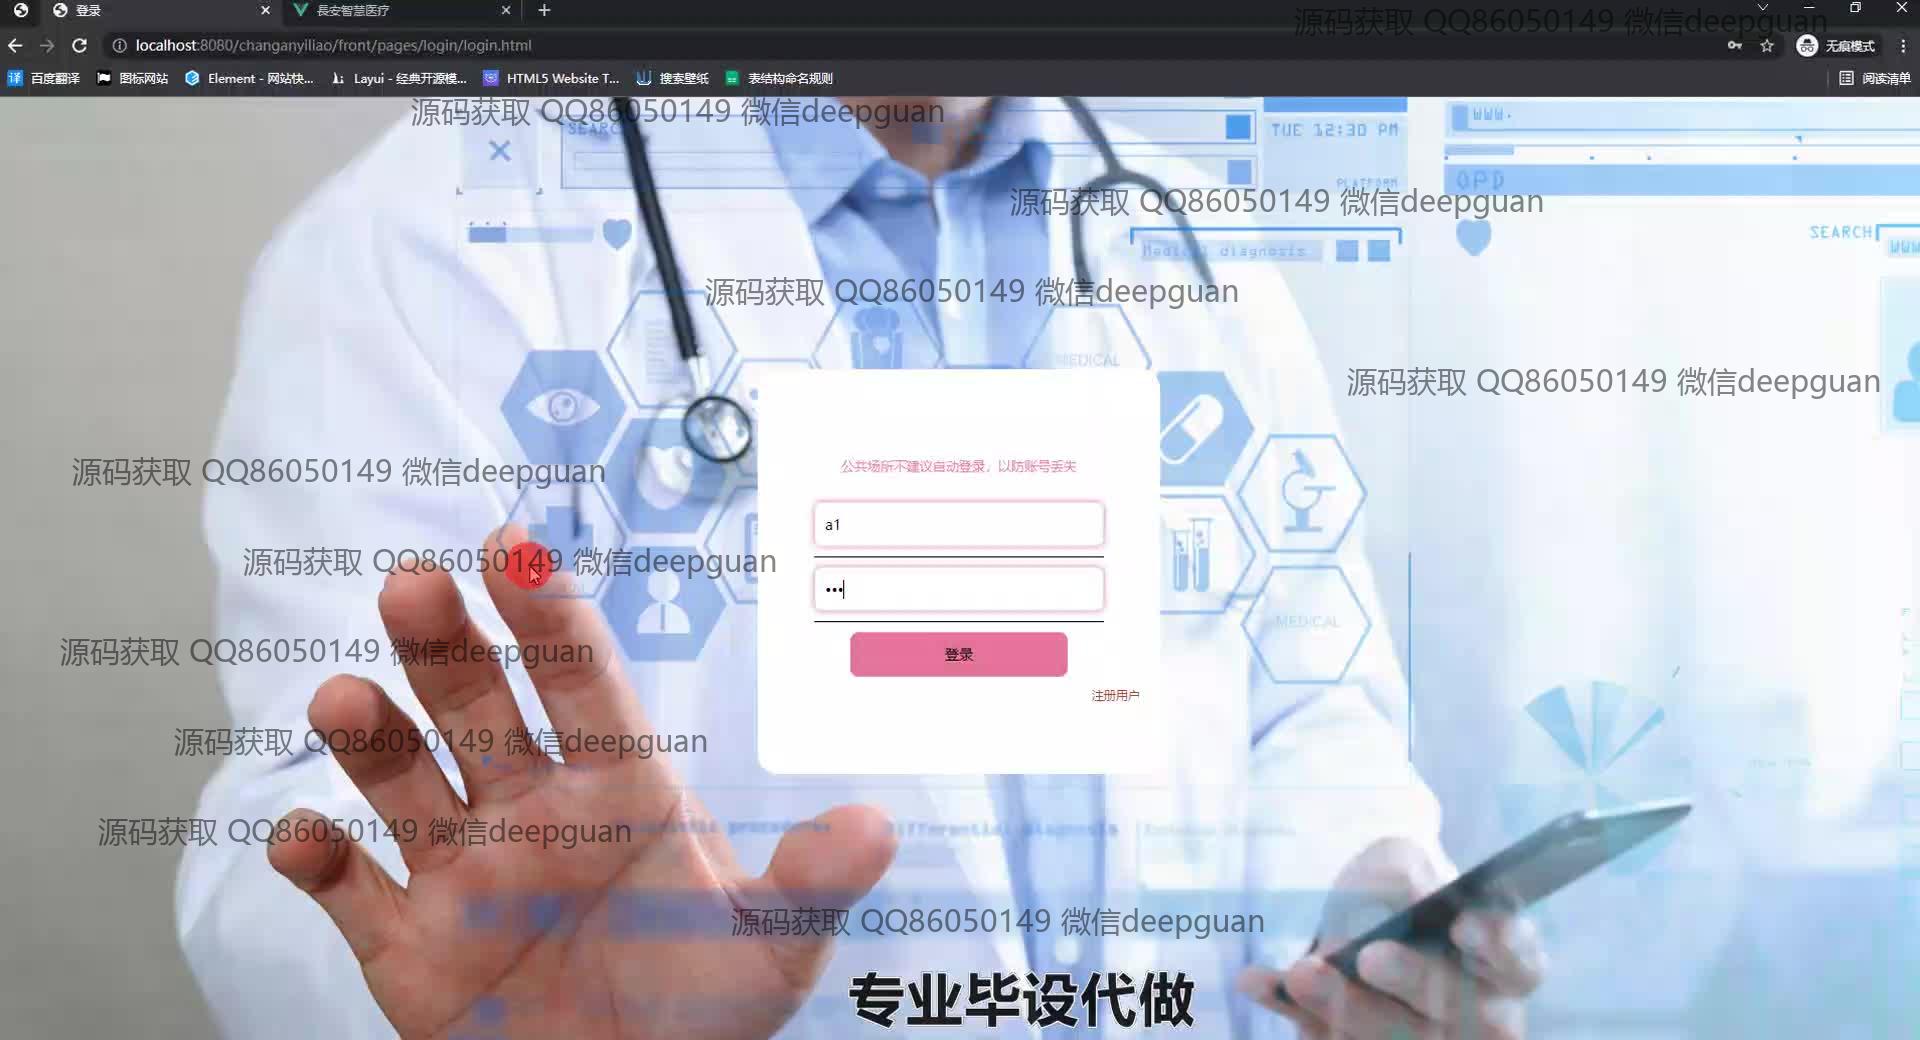 登录
長安智慧医疗
源码获取 QQ86050149 微信deepguan
localhost:8080/changanyiliao/front/pages/login/login.html
无痕模式
百度翻译
图标网站
Element - 网站快...
Layui - 经典开源模...
HTML5 Website T...
搜索壁纸
表结构命名规则
阅读清单
源码获取 QQ86050149 微信deepguan
SEARCH
TUE 12:30 PM
WWW.
PLATFORM
OPD
源码获取 QQ86050149 微信deepguan
SEARCH
WWW
Medical diagnosis
源码获取 QQ86050149 微信deepguan
MEDICAL
源码获取 QQ86050149 微信deepguan
公共场所不建议自动登录，以防账号丢失
源码获取 QQ86050149 微信deepguan
a1
源码获取 QQ86050149 微信deepguan
•••
MEDICAL
源码获取 QQ86050149 微信deepguan
登录
注册用户
源码获取 QQ86050149 微信deepguan
源码获取 QQ86050149 微信deepguan
Differential diagnosis
源码获取 QQ86050149 微信deepguan
专业毕设代做